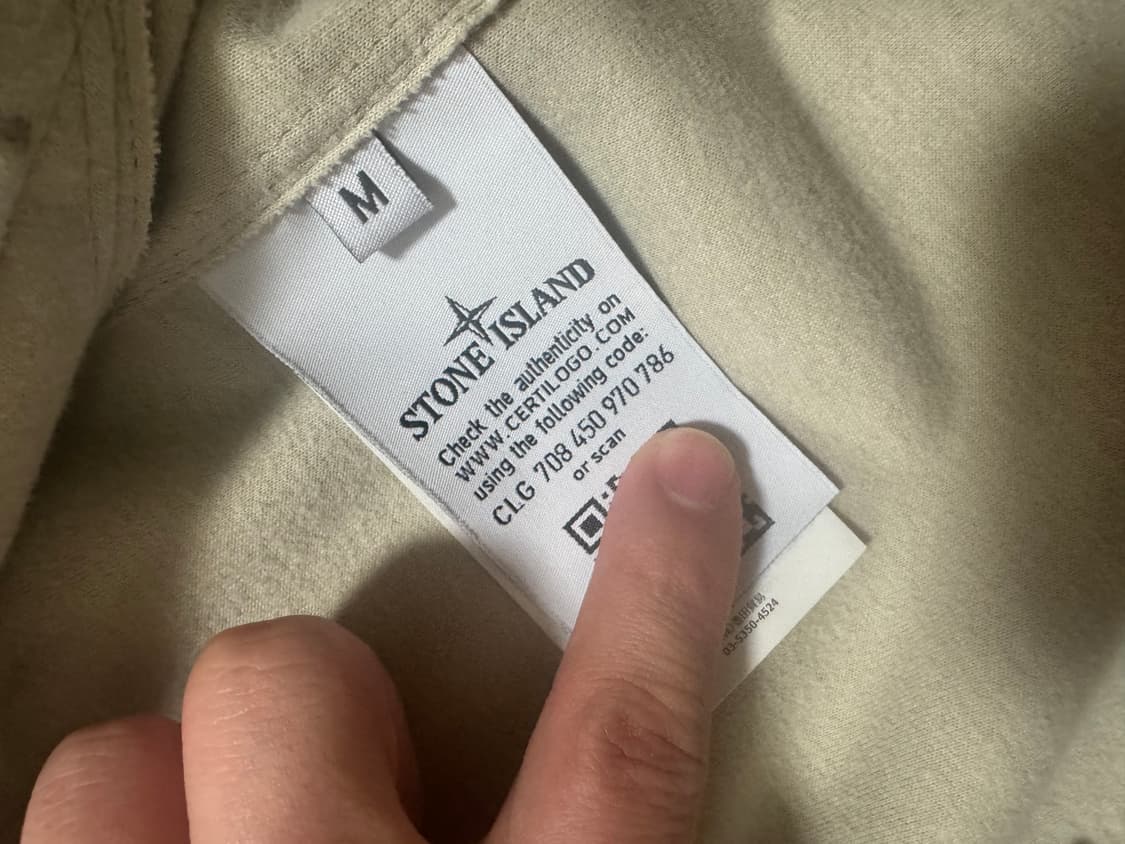 M
STONE ISLAND
Check the authenticity on
WWW.CERTILOGO.COM
using the following code:
CLG 708 450 970 786
or scan
03-5350-4524